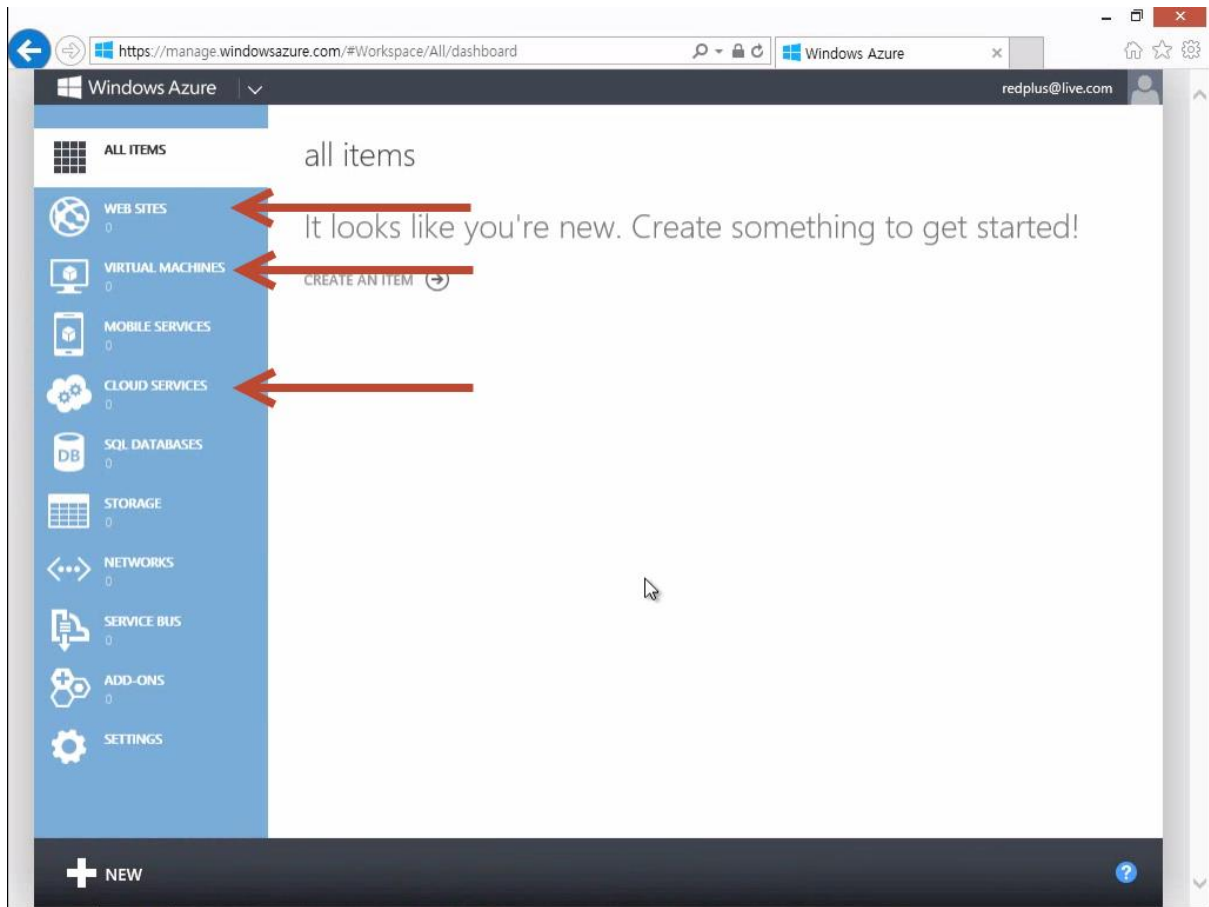 https://manage.windowsazure.com/#Workspace/All/dashboard
Windows Azure
Windows Azure
redplus@live.com
ALL ITEMS
WEB SITES
0
VIRTUAL MACHINES
0
MOBILE SERVICES
0
CLOUD SERVICES
0
DB
SQL DATABASES
0
STORAGE
0
NETWORKS
0
SERVICE BUS
0
ADD-ONS
0
SETTINGS
all items
It looks like you're new. Create something to get started!
CREATE AN ITEM
NEW
?